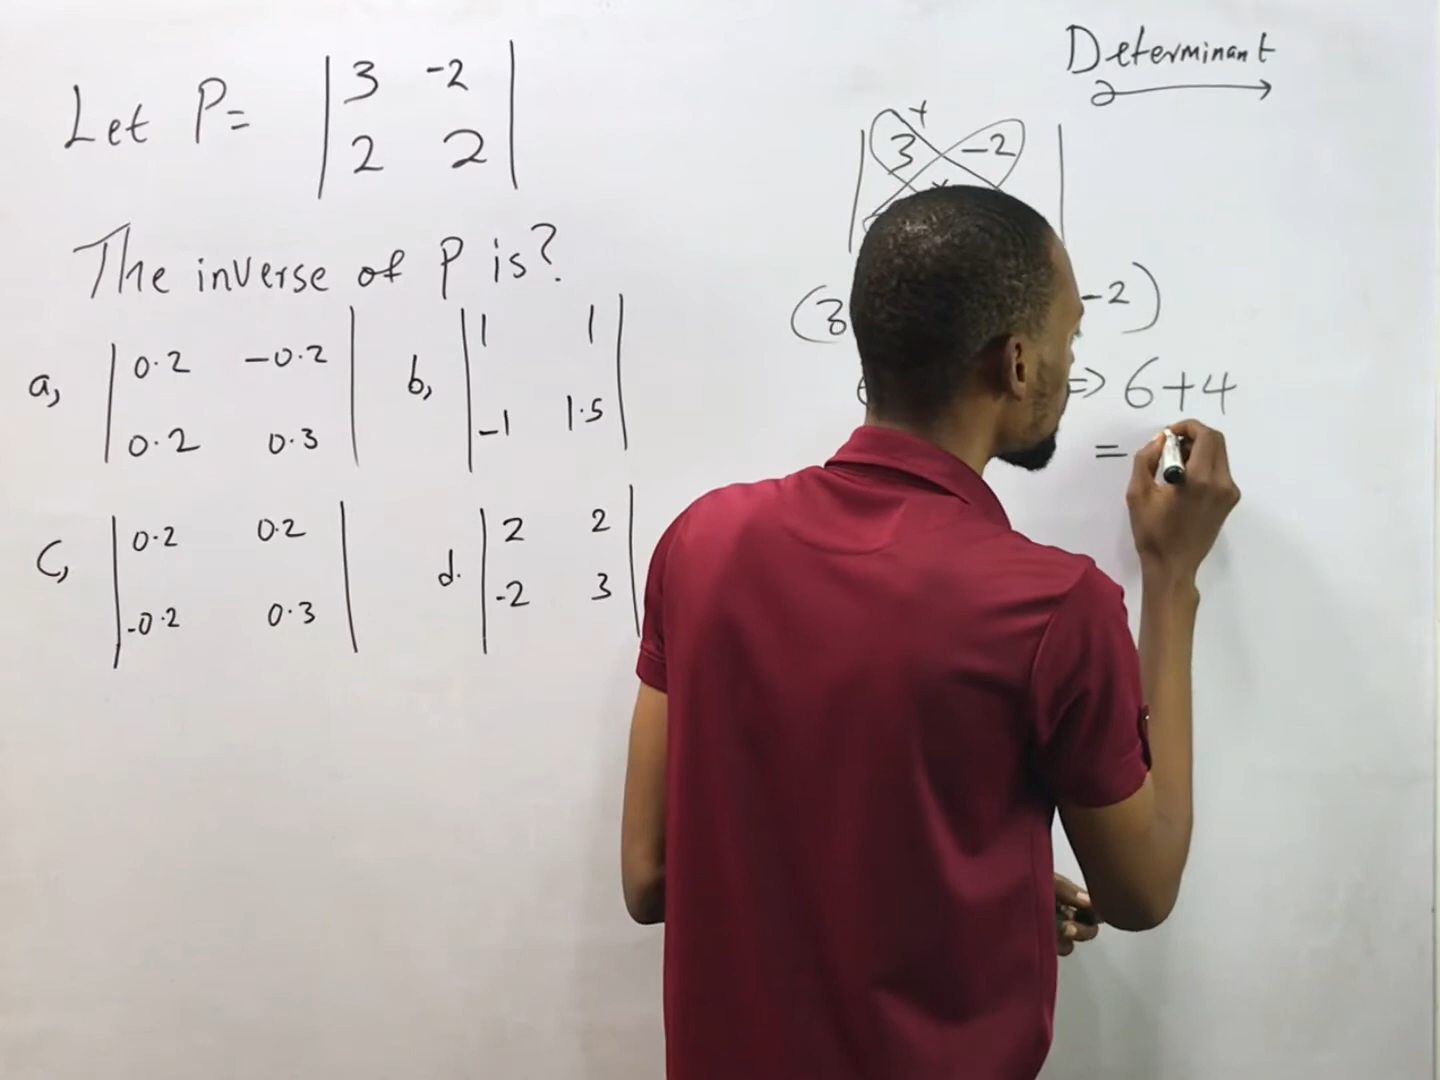 Let P= | 3 -2 |
| 2 2 |
The inverse of P is?
a, | 0.2 -0.2 |
| 0.2 0.3 |
b, | 1 1 |
| -1 1.5 |
c, | 0.2 0.2 |
| -0.2 0.3 |
d. | 2 2 |
| -2 3 |
Determinant
+
| 3 -2 |
(3 -2)
=> 6+4
=